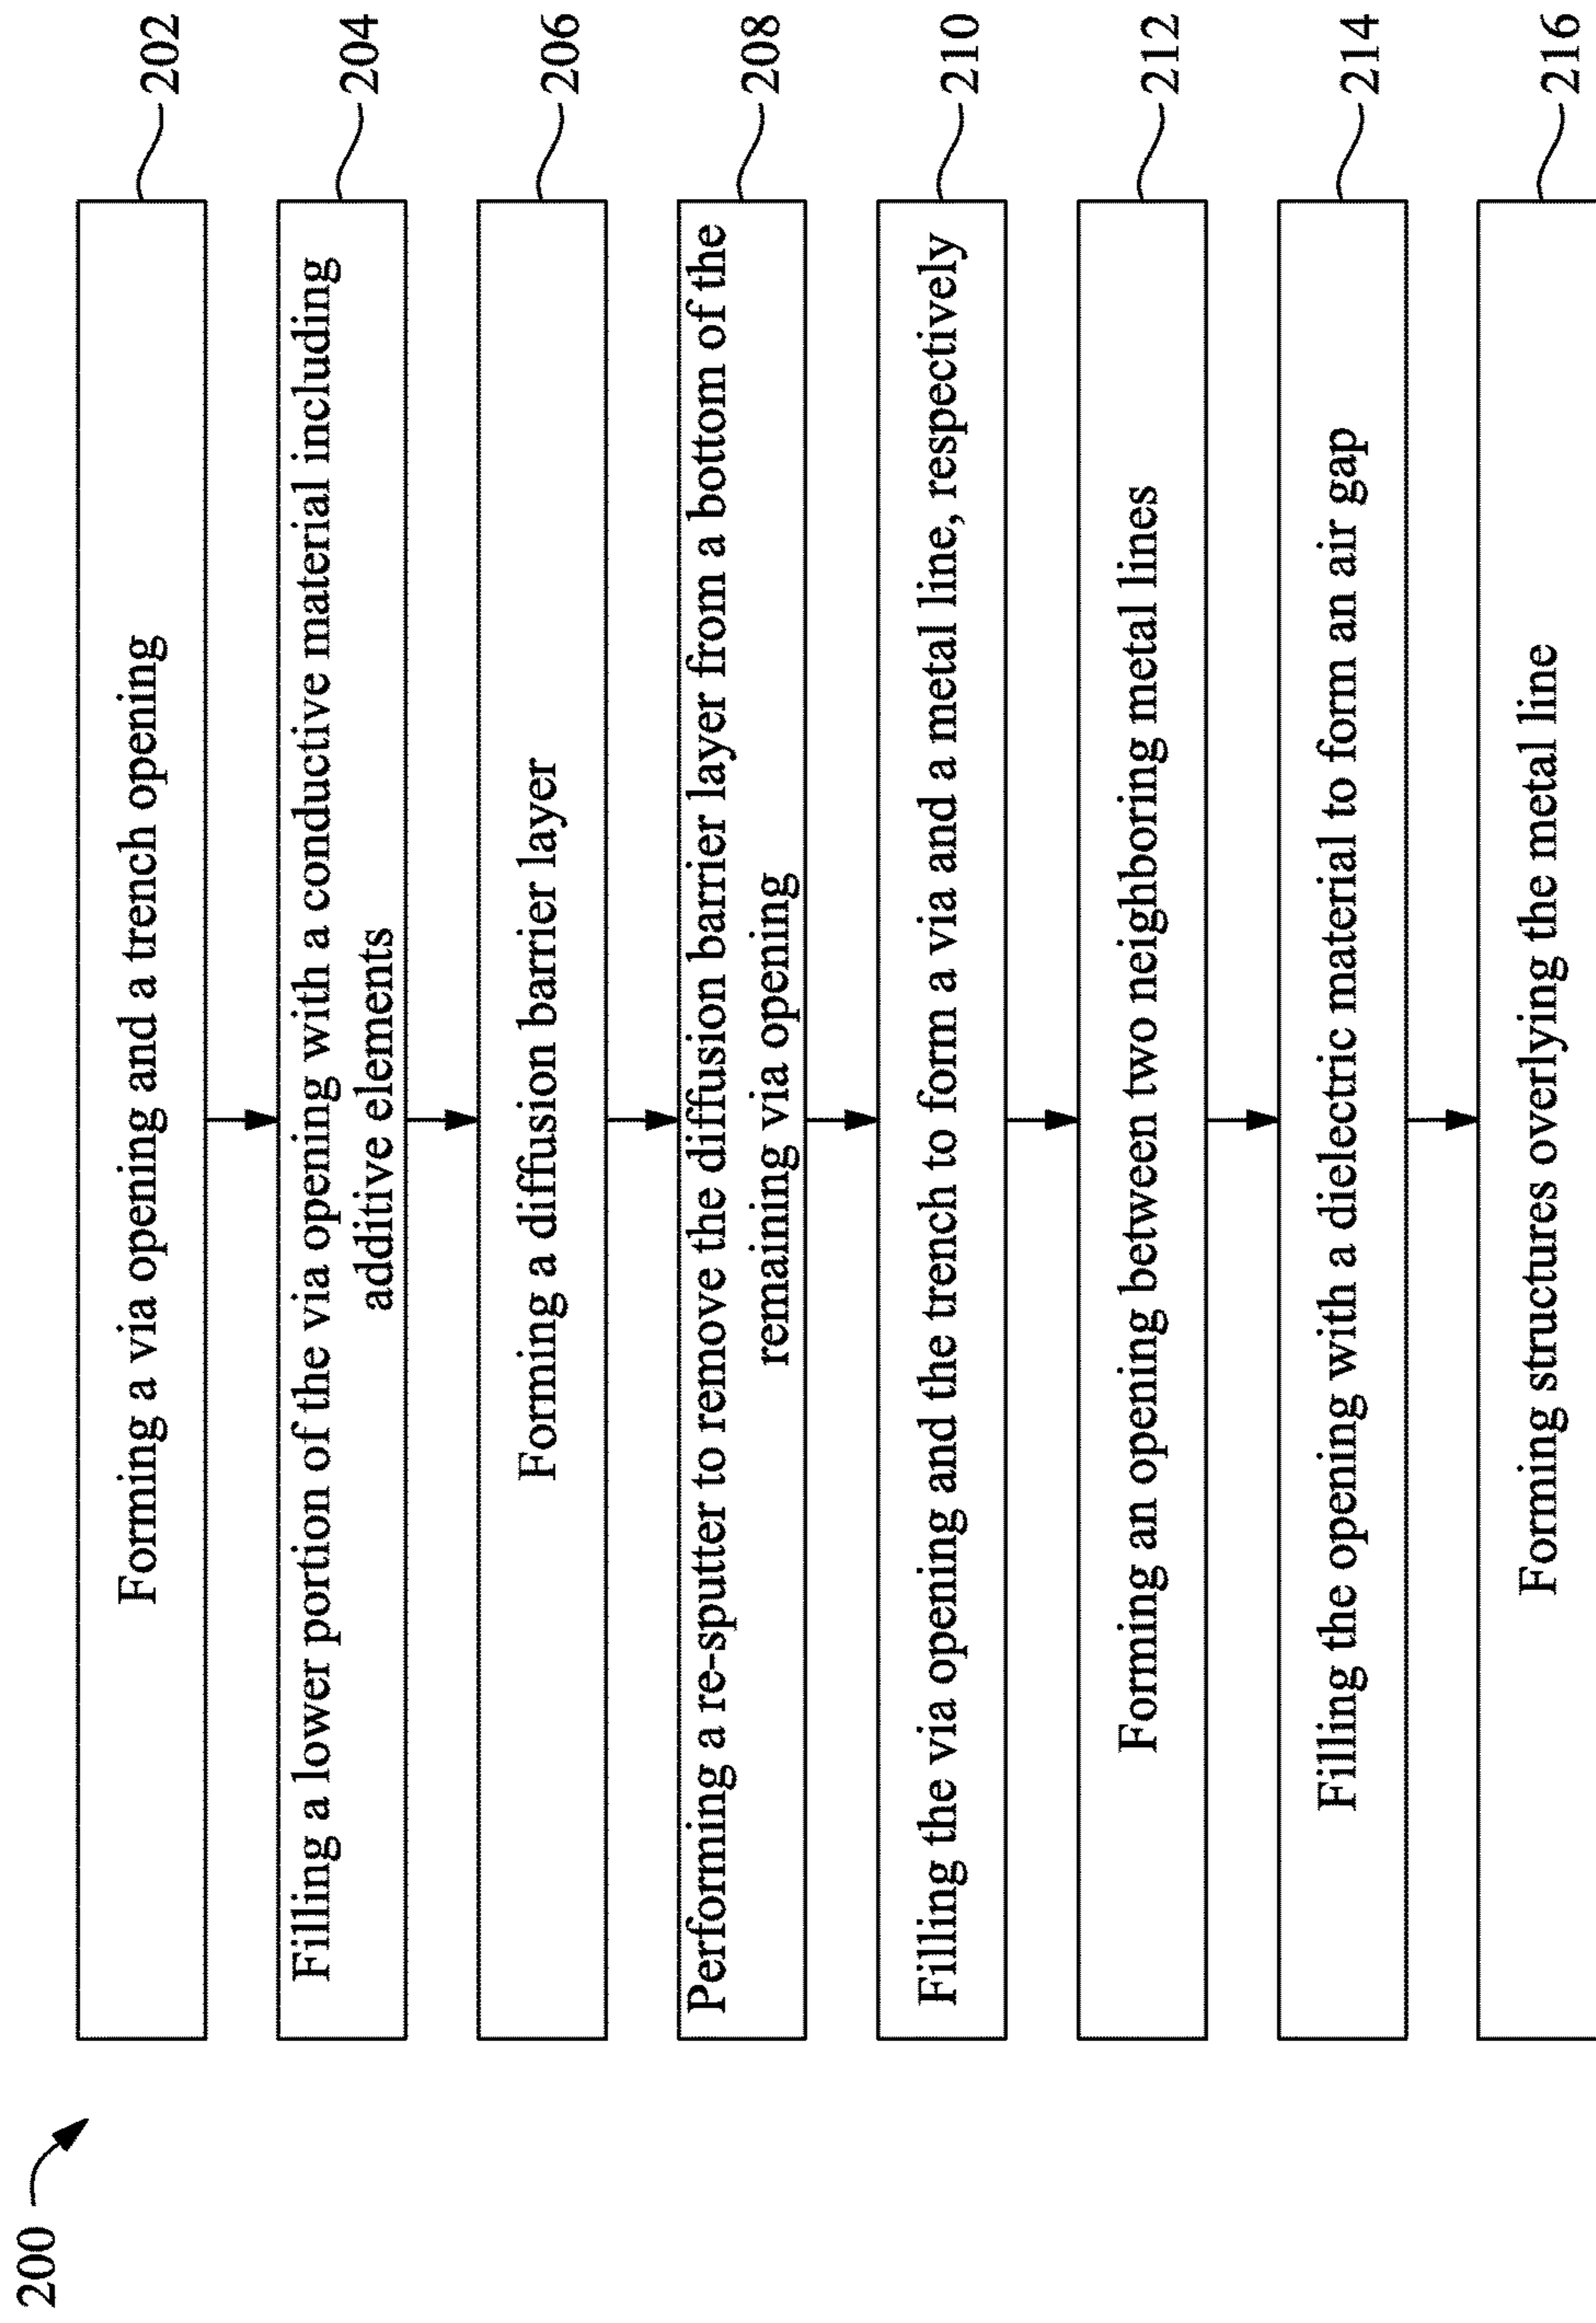 200
Forming a via opening and a trench opening
202
Filling a lower portion of the via opening with a conductive material including
additive elements
204
Forming a diffusion barrier layer
206
Performing a re-sputter to remove the diffusion barrier layer from a bottom of the
remaining via opening
208
Filling the via opening and the trench to form a via and a metal line, respectively
210
Forming an opening between two neighboring metal lines
212
Filling the opening with a dielectric material to form an air gap
214
Forming structures overlying the metal line
216